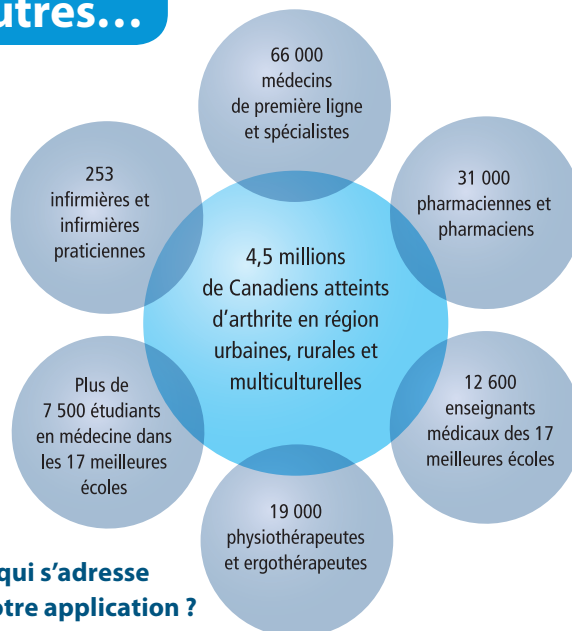 utres…
66 000
médecins
de première ligne
et spécialistes
253
infirmières et
infirmières
praticiennes
31 000
pharmaciennes et
pharmaciens
4,5 millions
de Canadiens atteints
d’arthrite en région
urbaines, rurales et
multiculturelles
Plus de
7 500 étudiants
en médecine dans
les 17 meilleures
écoles
12 600
enseignants
médicaux des 17
meilleures écoles
19 000
physiothérapeutes
et ergothérapeutes
qui s’adresse
otre application ?